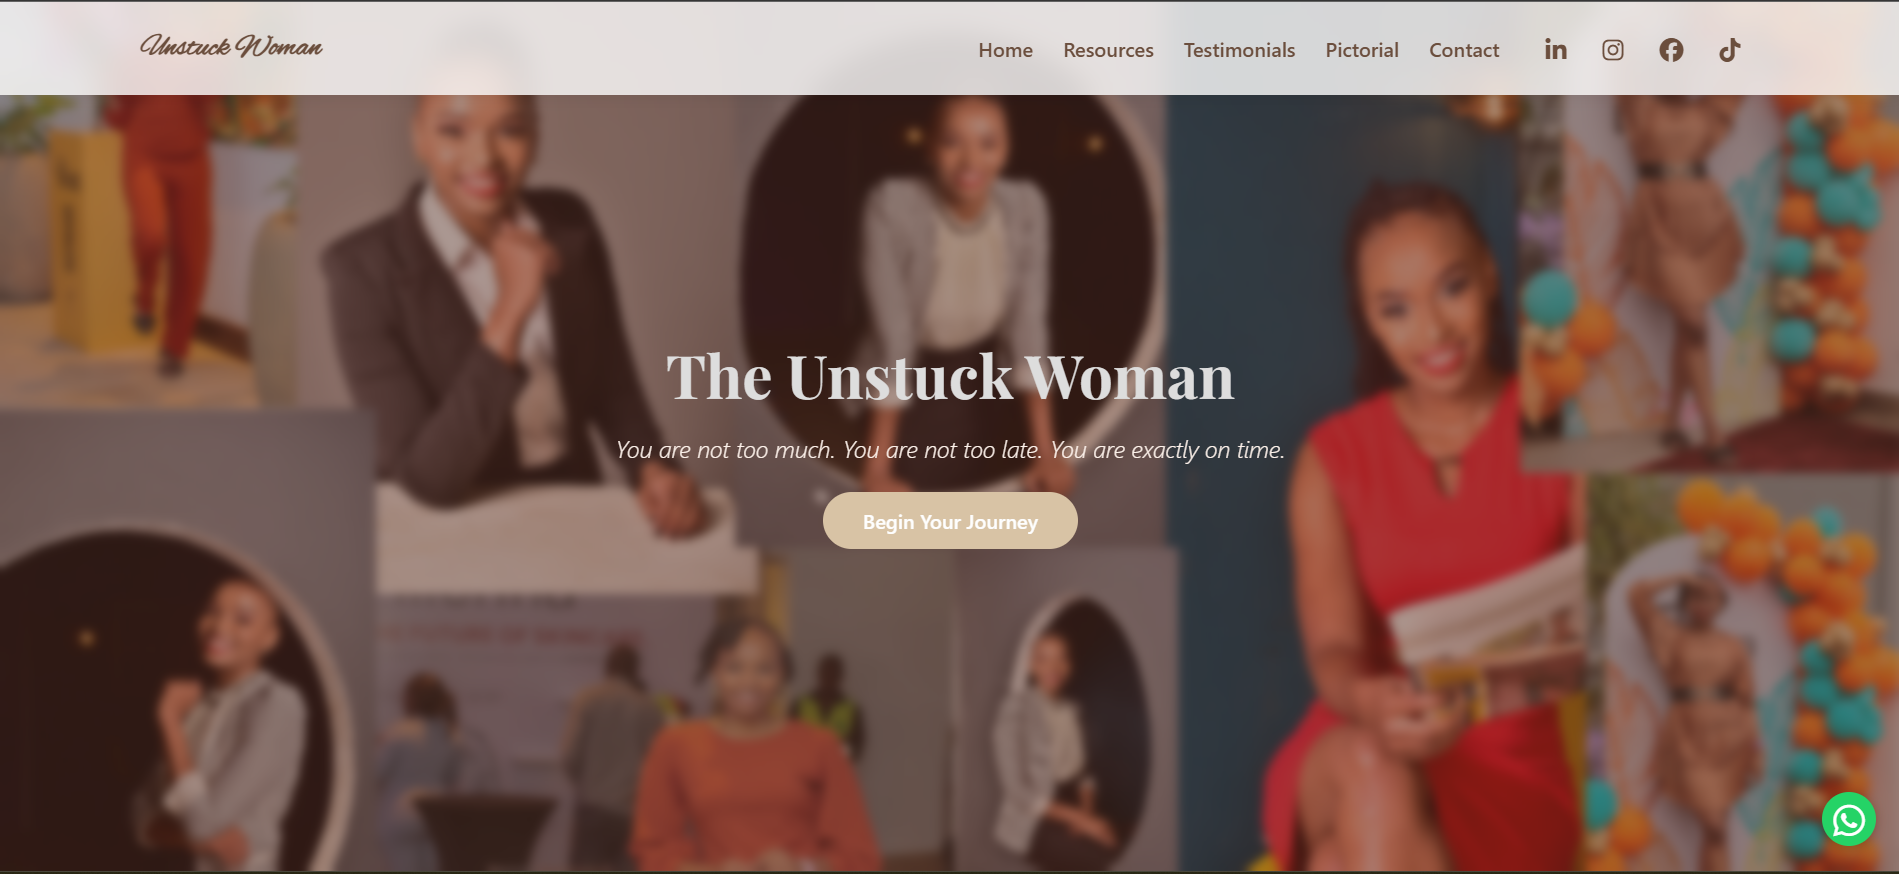 Unstuck Woman
Home Resources Testimonials Pictorial Contact
The Unstuck Woman
You are not too much. You are not too late. You are exactly on time.
Begin Your Journey